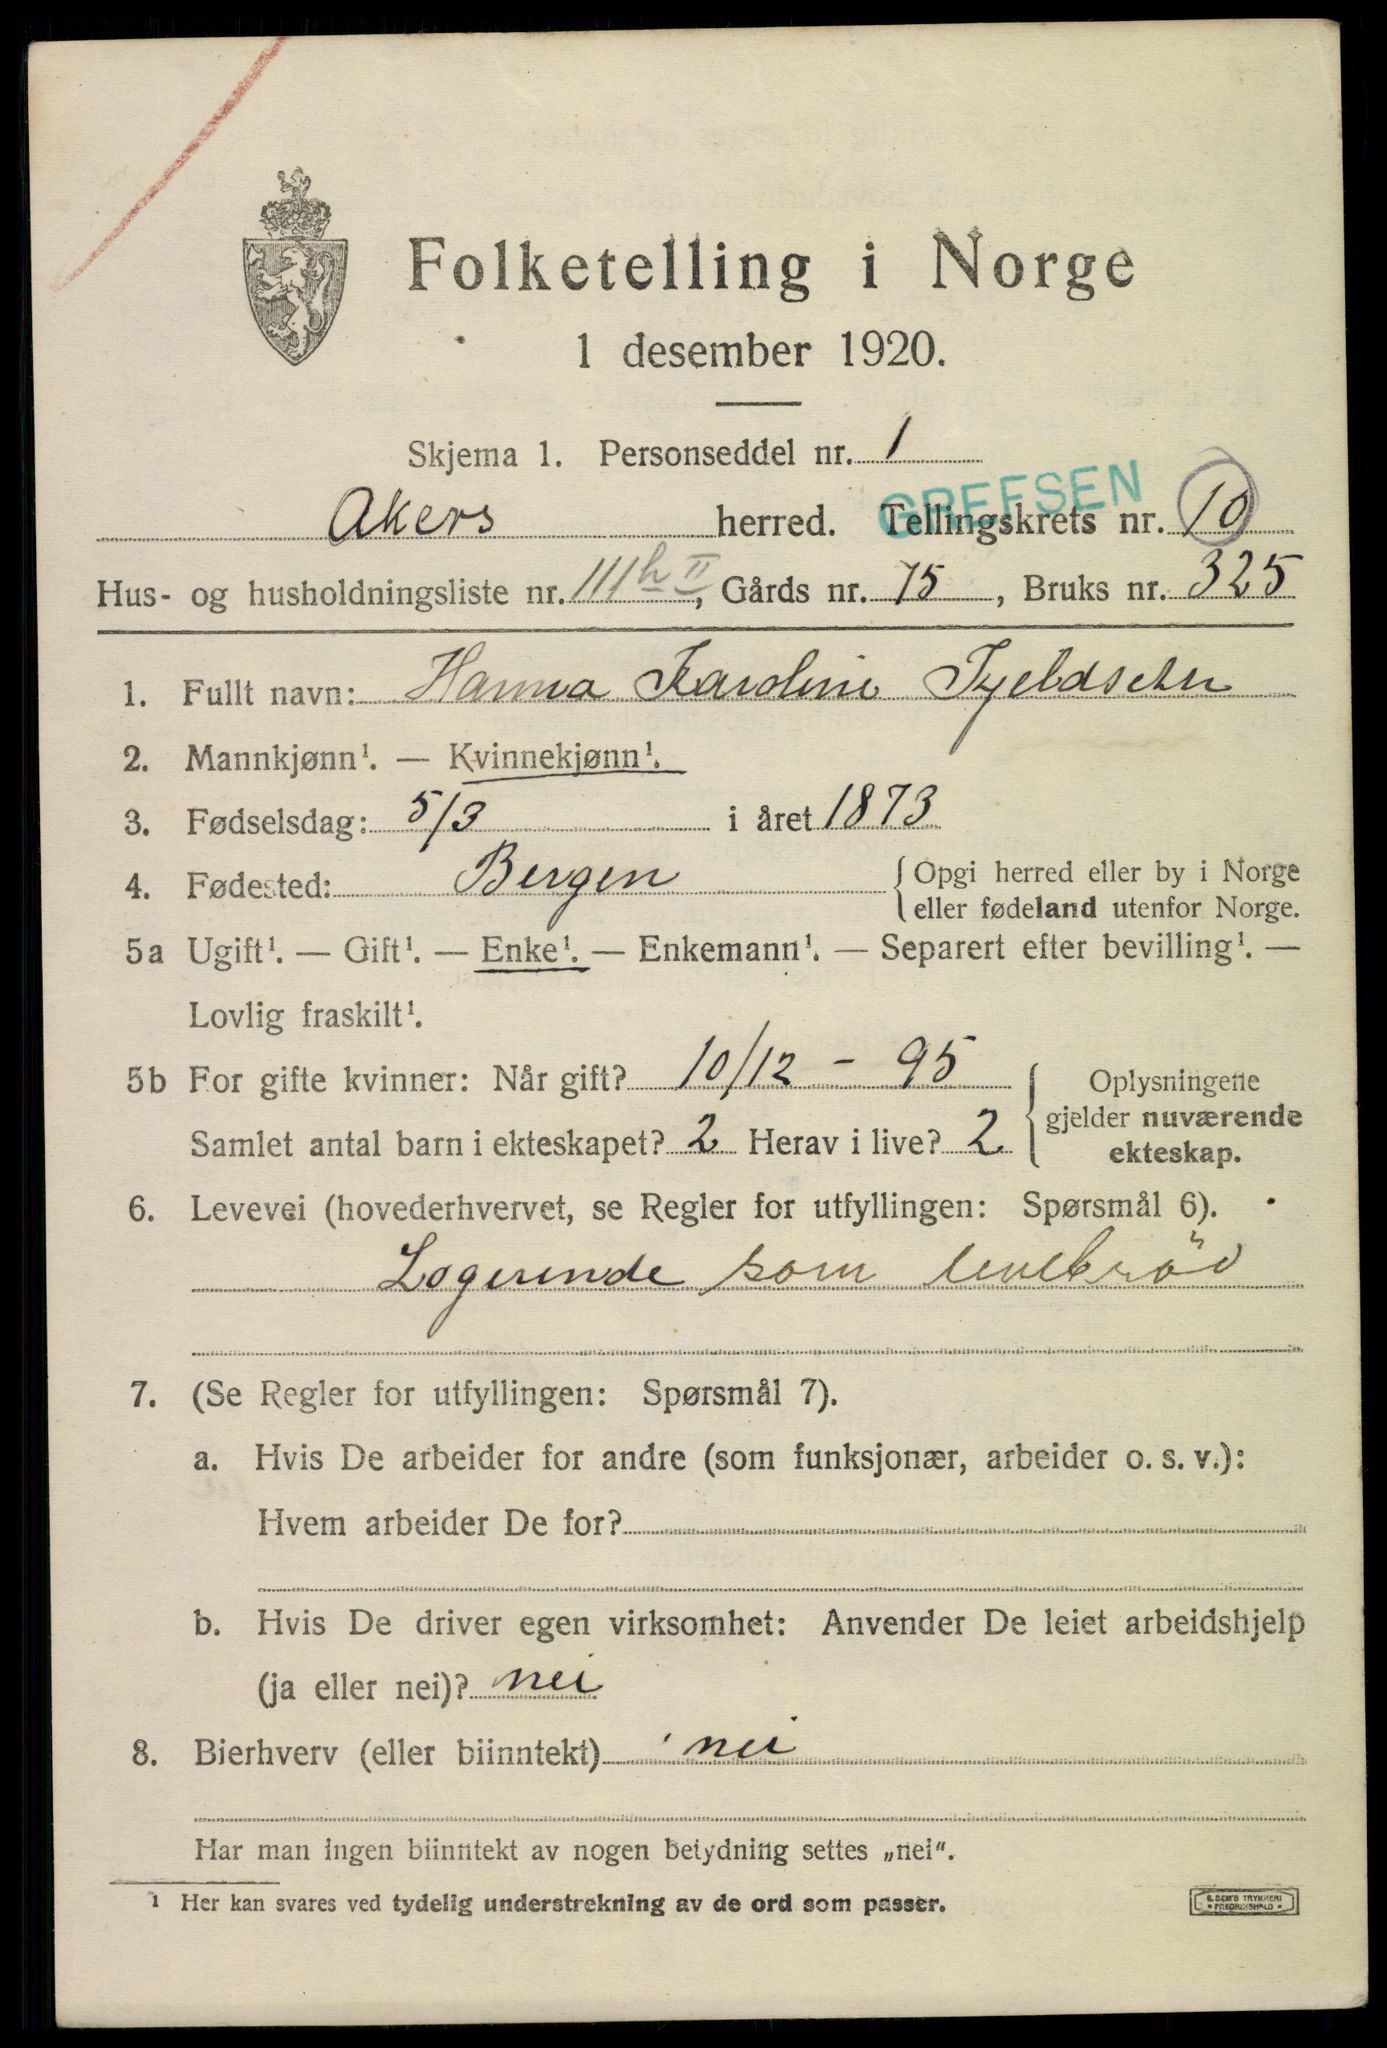 Folketelling i Norge
1 desember 1920.
Skjema 1. Personseddel nr. 1
GREFSEN
Akers herred. Tellingskrets nr. 10
Hus- og husholdningsliste nr. 111 h II, Gårds nr. 75, Bruks nr. 325
1. Fullt navn: Hanna Karoline
2. Mannkjønn¹. — Kvinnekjønn¹.
3. Fødselsdag: 5/3 i året 1873
4. Fødested: Bergen { Opgi herred eller by i Norge
eller fødeland utenfor Norge.
5a Ugift¹. — Gift¹. — Enke¹. — Enkemann¹. — Separert efter bevilling¹. —
Lovlig fraskilt¹.
5b For gifte kvinner: Når gift? 10/12 - 95 { Oplysningene
gjelder nuværende
Samlet antal barn i ekteskapet? 2 Herav i live? 2
ekteskap.
6. Levevei (hovederhvervet, se Regler for utfyllingen: Spørsmål 6).
Logerende som levebröd
7. (Se Regler for utfyllingen: Spørsmål 7).
a. Hvis De arbeider for andre (som funksjonær, arbeider o. s. v.):
Hvem arbeider De for?
b. Hvis De driver egen virksomhet: Anvender De leiet arbeidshjelp
(ja eller nei)? nei
8. Bierhverv (eller biinntekt) nei
Har man ingen biinntekt av nogen betydning settes „nei“.
1 Her kan svares ved tydelig understrekning av de ord som passer.
E. SEM'S TRYKKERI
• FREDRIKSHALD •